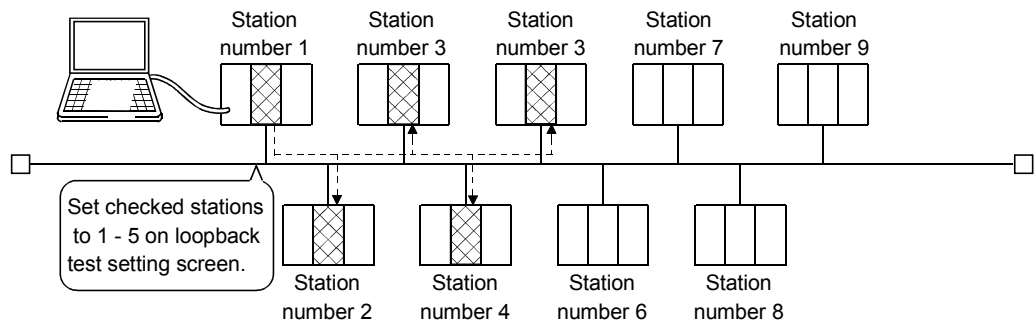 Station
number 1
Station
number 3
Station
number 3
Station
number 7
Station
number 9
Set checked stations
to 1 - 5 on loopback
test setting screen.
Station
number 2
Station
number 4
Station
number 6
Station
number 8